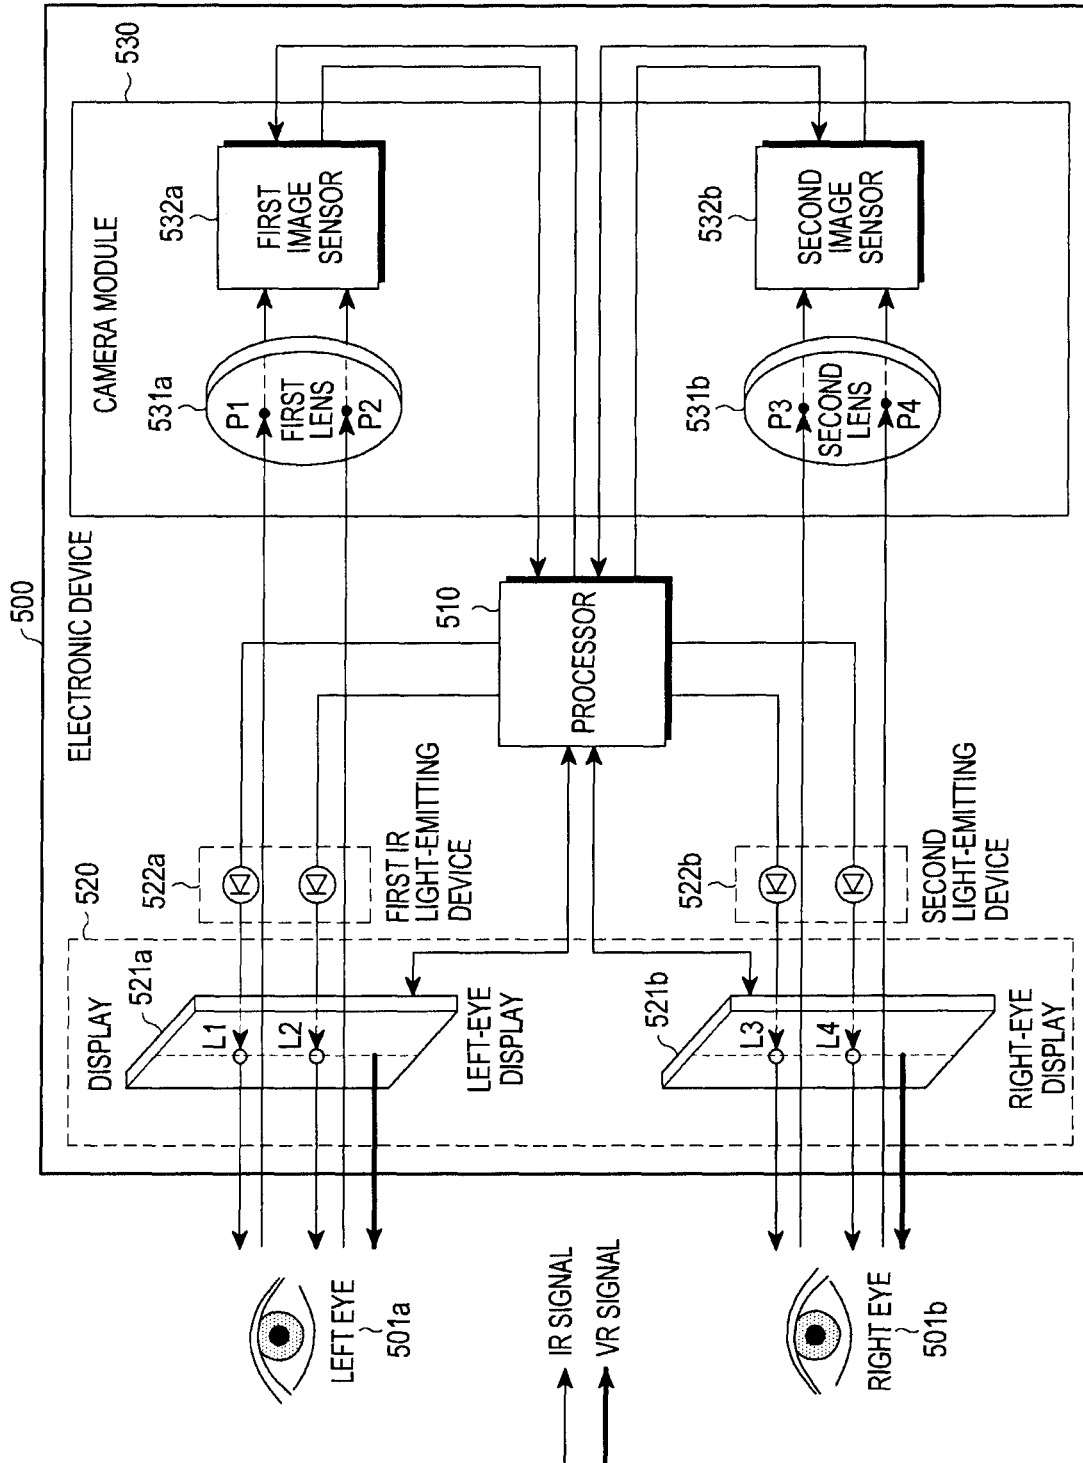 500
ELECTRONIC DEVICE
530
CAMERA MODULE
532a
FIRST
IMAGE
SENSOR
532b
SECOND
IMAGE
SENSOR
531a
P1
FIRST
LENS
P2
531b
P3
SECOND
LENS
P4
510
PROCESSOR
522a
FIRST IR
LIGHT-EMITTING
DEVICE
522b
SECOND
LIGHT-EMITTING
DEVICE
520
DISPLAY
521a
L1
L2
LEFT-EYE
DISPLAY
521b
L3
L4
RIGHT-EYE
DISPLAY
LEFT EYE
501a
RIGHT EYE
501b
IR SIGNAL
VR SIGNAL